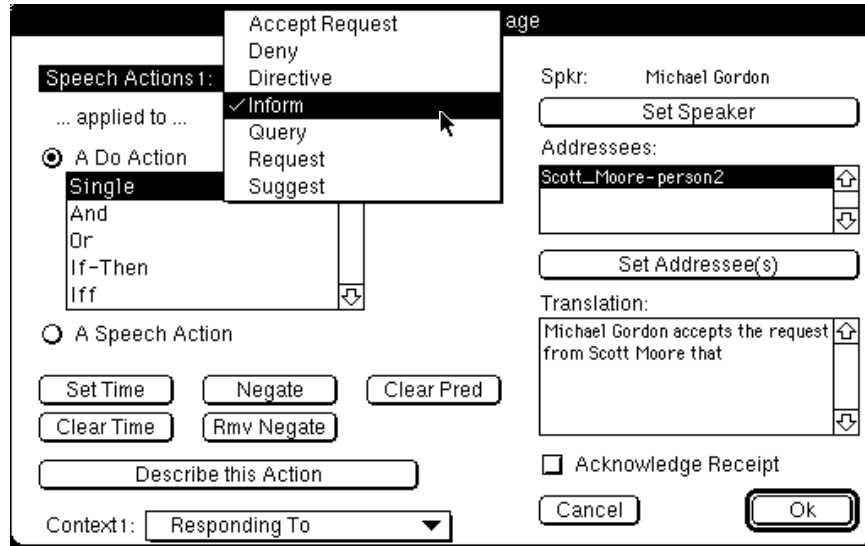 age
Speech Actions1:
Accept Request
Deny
Directive
✓Inform
Query
Request
Suggest
... applied to ...
A Do Action
Single
And
Or
If-Then
Iff
A Speech Action
Set Time
Negate
Clear Pred
Clear Time
Rmv Negate
Describe this Action
Context1: Responding To
Spkr: Michael Gordon
Set Speaker
Addressees:
Scott_Moore-person2
Set Addressee(s)
Translation:
Michael Gordon accepts the request
from Scott Moore that
Acknowledge Receipt
Cancel
Ok